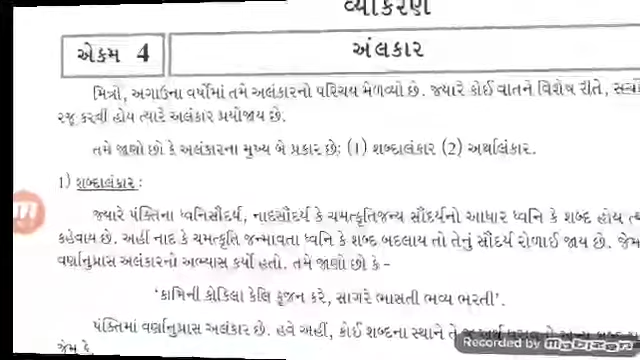 વ્યાકરણ
એકમ 4
અંલકાર
મિત્રો, અગાઉના વર્ષોમાં તમે અલંકારનો પરિચય મેળવ્યો છે. જ્યારે કોઈ વાતને વિશેષ રીતે,
રજૂ કરવી હોય ત્યારે અલંકાર પ્રયોજાય છે.
તમે જાણો છો કે અલંકારના મુખ્ય બે પ્રકાર છે: (1) શબ્દાલંકાર (2) અર્થાલંકાર.
1) શબ્દાલંકાર :
જ્યારે પંક્તિના ધ્વનિસૌંદર્ય, નાદસૌંદર્ય કે ચમત્કૃતિજન્ય સૌંદર્યનો આધાર ધ્વનિ કે શબ્દ હોય
કહેવાય છે. અહીં નાદ કે ચમત્કૃતિ જન્માવતા ધ્વનિ કે શબ્દ બદલાય તો તેનું સૌંદર્ય રોળાઈ જાય છે. જેમ
વર્ણાનુપ્રાસ અલંકારનો અભ્યાસ કર્યો હતો. તમે જાણો છો કે –
'કામિની કોકિલા કેલિ કૂજન કરે, સાગરે ભાસતી ભવ્ય ભરતી'.
પંક્તિમાં વર્ણાનુપ્રાસ અલંકાર છે. હવે અહીં, કોઈ શબ્દના સ્થાને તે જ અર્થ
જેમ કે,
Recorded by